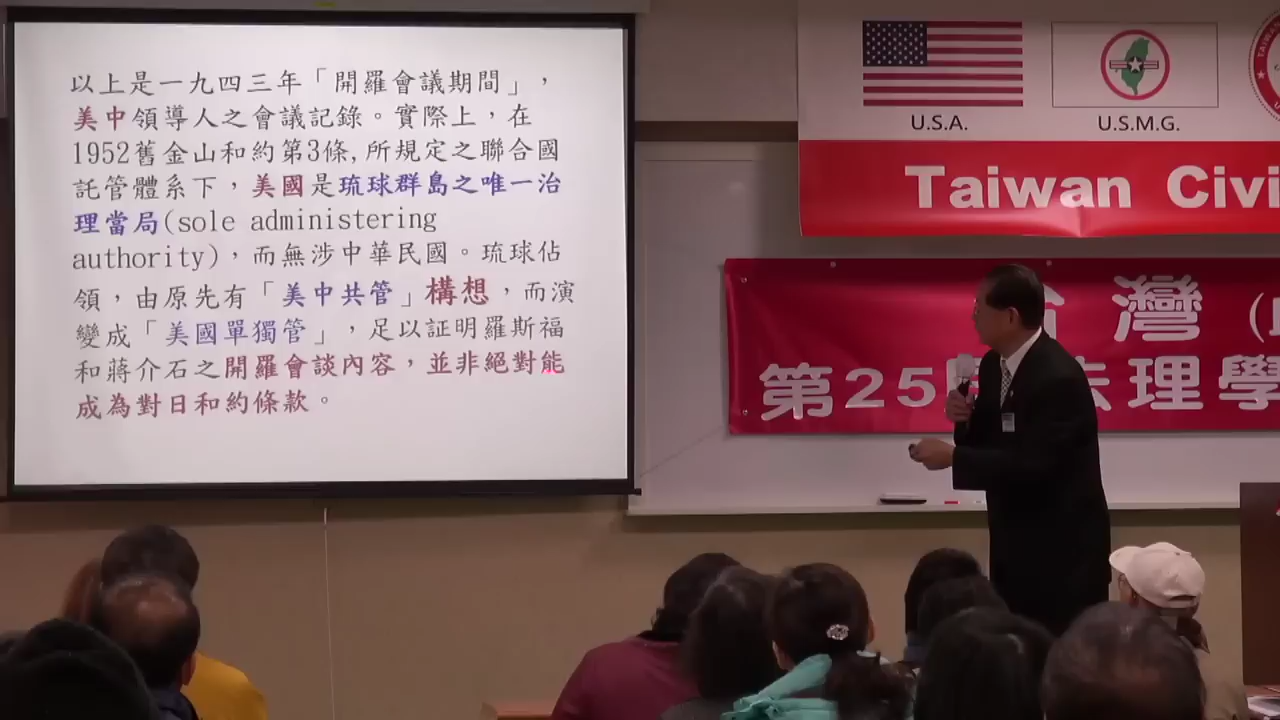 以上是一九四三年「開羅會議期間」，
美中領導人之會議記錄。實際上，在
1952舊金山和約第3條,所規定之聯合國
託管體系下，美國是琉球群島之唯一治
理當局(sole administering
authority)，而無涉中華民國。琉球佔
領，由原先有「美中共管」構想，而演
變成「美國單獨管」，足以証明羅斯福
和蔣介石之開羅會談內容，並非絕對能
成為對日和約條款。
U.S.A.
U.S.M.G.
Taiwan Civi
台灣
第25
法理學